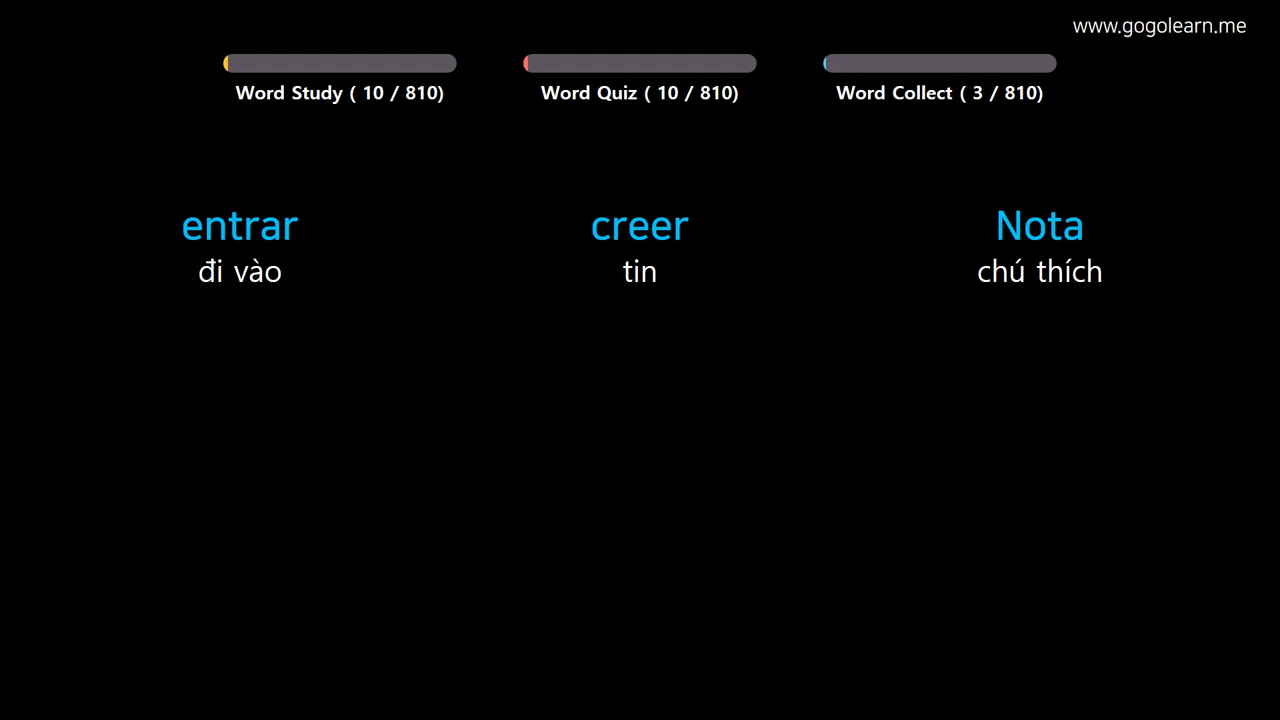 www.gogolearn.me
Word Study ( 10 / 810)
Word Quiz ( 10 / 810)
Word Collect ( 3 / 810)
entrar
đi vào
creer
tin
Nota
chú thích